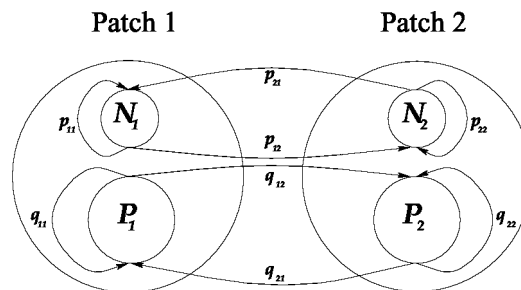 Patch 1 Patch 2
p21
N1 N2
p11 p22
p12
q12
P1 P2
q11 q22
q21